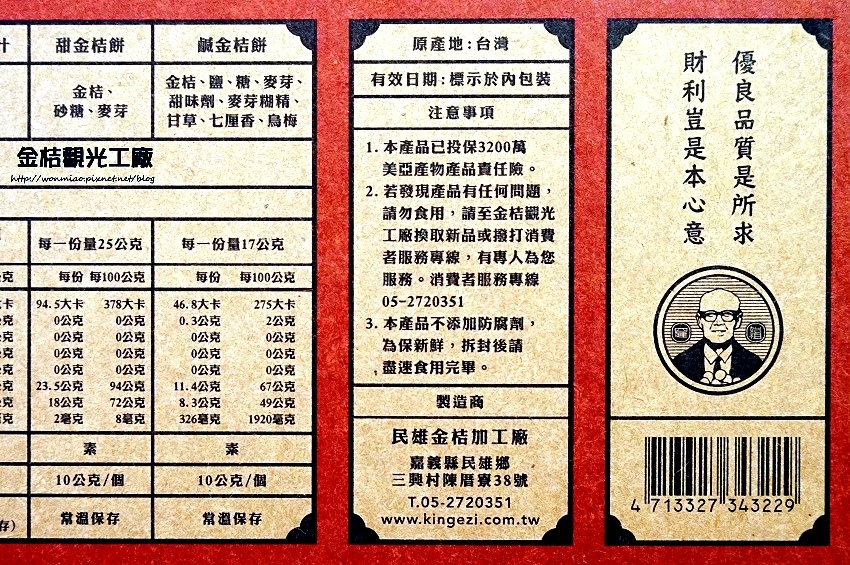 汁
甜金桔餅
鹹金桔餅
金桔、
砂糖、麥芽
金桔、鹽、糖、麥芽、
甜味劑、麥芽糊精、
甘草、七厘香、烏梅
金桔觀光工廠
http://wonmiao.pixnet.net/blog
每一份量25公克
每一份量17公克
克
每份 每100公克
每份 每100公克
卡 94.5大卡 378大卡 46.8大卡 275大卡
克 0公克 0公克 0.3公克 2公克
克 0公克 0公克 0公克 0公克
克 0公克 0公克 0公克 0公克
克 0公克 0公克 0公克 0公克
克 23.5公克 94公克 11.4公克 67公克
克 18公克 72公克 8.3公克 49公克
克 2毫克 8毫克 326毫克 1920毫克
素
素
10公克/個
10公克/個
存)
常溫保存
常溫保存
原產地:台灣
有效日期:標示於內包裝
注意事項
1. 本產品已投保3200萬
美亞產物產品責任險。
2. 若發現產品有任何問題,
請勿食用,請至金桔觀光
工廠換取新品或撥打消費
者服務專線,有專人為您
服務。消費者服務專線
05-2720351
3. 本產品不添加防腐劑,
為保新鮮,拆封後請
盡速食用完畢。
製造商
民雄金桔加工廠
嘉義縣民雄鄉
三興村陳厝寮38號
T.05-2720351
www.kingezi.com.tw
優良品質是所求
財利豈是本心意
4 713327 343229